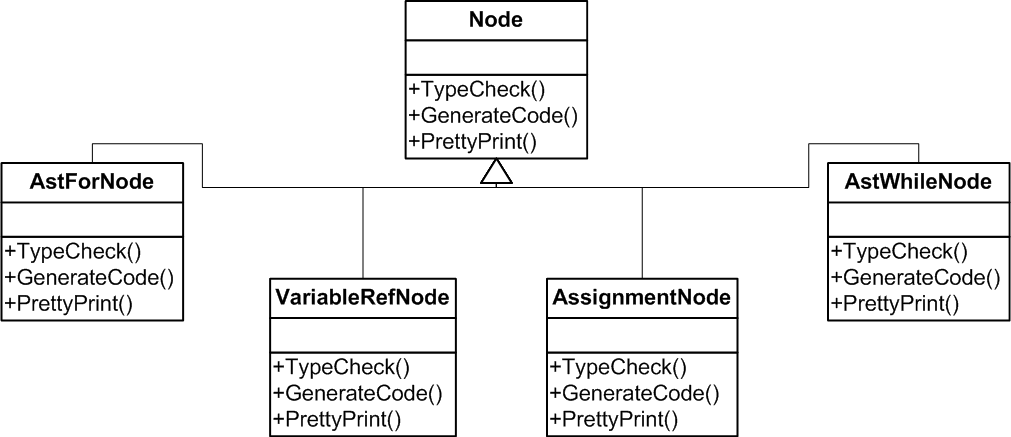 Node
+TypeCheck()
+GenerateCode()
+PrettyPrint()
AstForNode
+TypeCheck()
+GenerateCode()
+PrettyPrint()
VariableRefNode
+TypeCheck()
+GenerateCode()
+PrettyPrint()
AssignmentNode
+TypeCheck()
+GenerateCode()
+PrettyPrint()
AstWhileNode
+TypeCheck()
+GenerateCode()
+PrettyPrint()